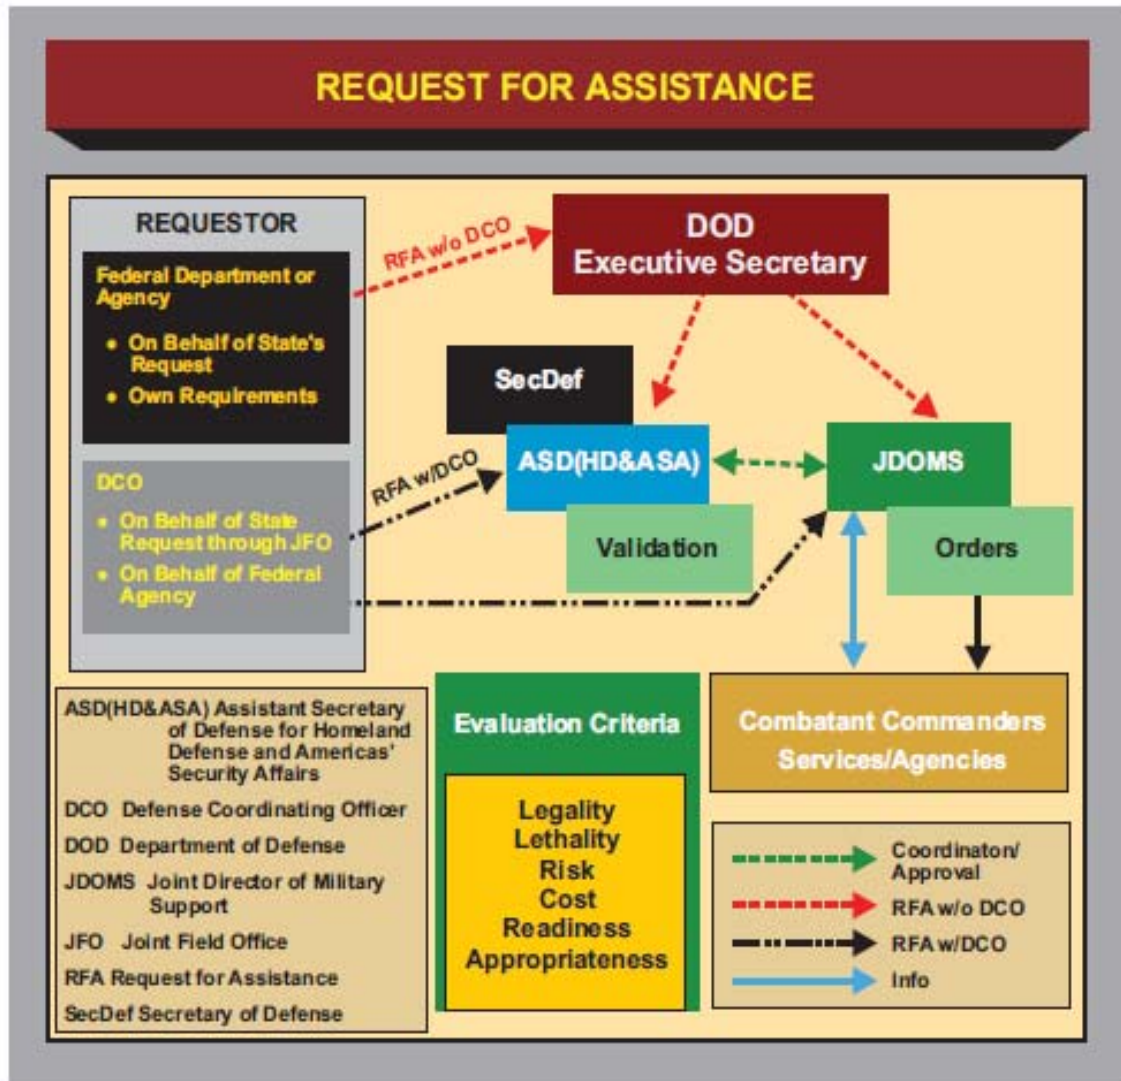 REQUEST FOR ASSISTANCE
REQUESTOR
Federal Department or
Agency
• On Behalf of State's
Request
• Own Requirements
DCO
• On Behalf of State
Request through JFO
• On Behalf of Federal
Agency
RFA w/o DCO
DOD
Executive Secretary
SecDef
RFA w/DCO
ASD(HD&ASA)
JDOMS
Validation
Orders
ASD(HD&ASA) Assistant Secretary
of Defense for Homeland
Defense and Americas'
Security Affairs
DCO Defense Coordinating Officer
DOD Department of Defense
JDOMS Joint Director of Military
Support
JFO Joint Field Office
RFA Request for Assistance
SecDef Secretary of Defense
Evaluation Criteria
Legality
Lethality
Risk
Cost
Readiness
Appropriateness
Combatant Commanders
Services/Agencies
Coordinaton/
Approval
RFA w/o DCO
RFA w/DCO
Info